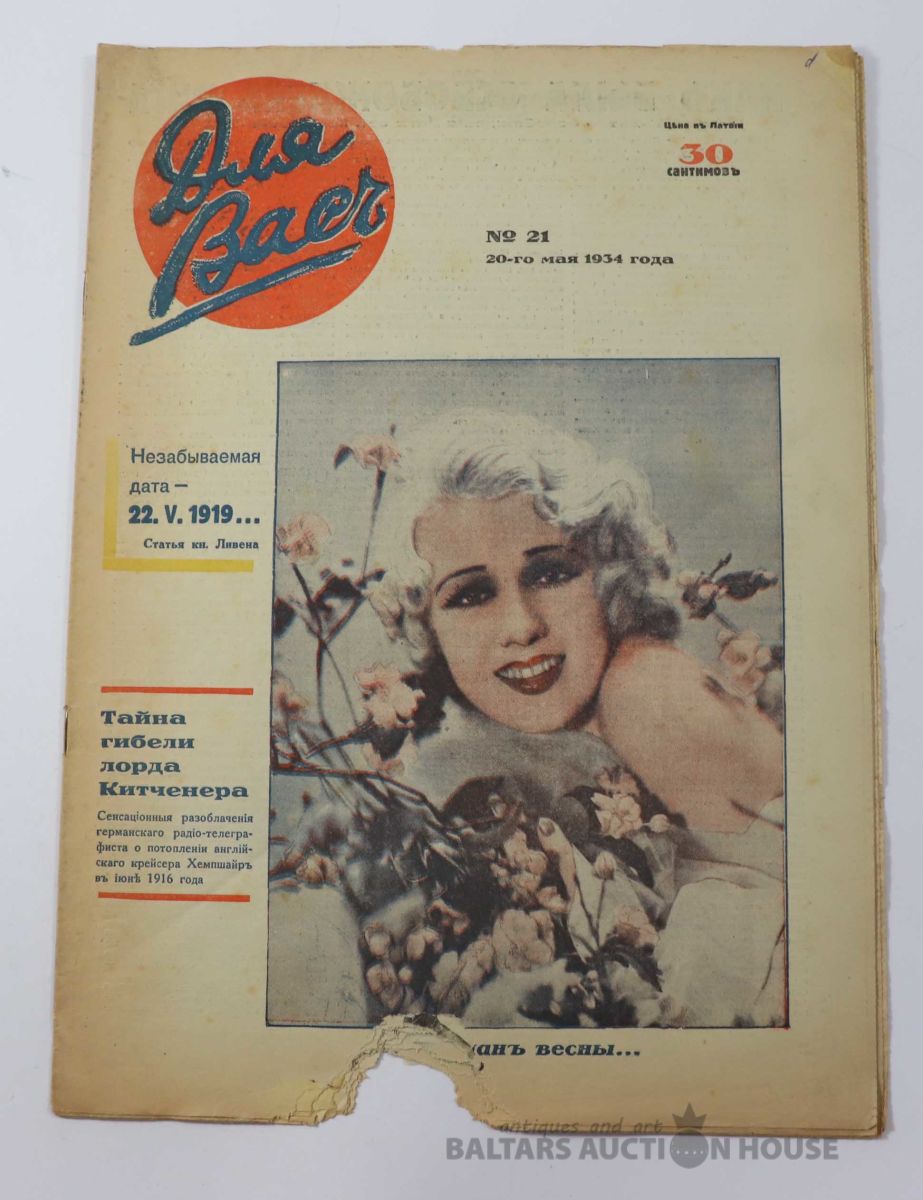 Для
Васъ
Цѣна въ Латвіи
30
сантимовъ
№ 21
20-го мая 1934 года
Незабываемая
дата —
22. V. 1919...
Статья кн. Ливена
Тайна
гибели
лорда
Китченера
Сенсаціонныя разоблаченія
германскаго радіо-телегра-
фиста о потопленіи англій-
скаго крейсера Хемпшайръ
въ іюнѣ 1916 года
весны...
antiques and art
BALTARS AUCTION HOUSE